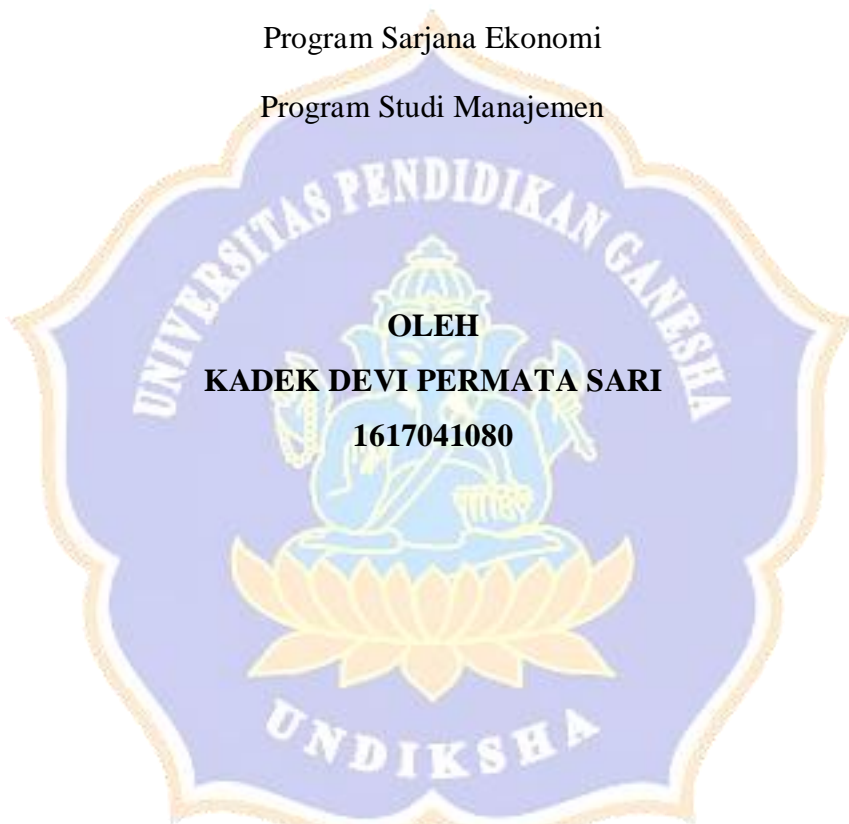 Program Sarjana Ekonomi
Program Studi Manajemen
UNIVERSITAS PENDIDIKAN GANESHA
OLEH
KADEK DEVI PERMATA SARI
1617041080
UNDIKSHA